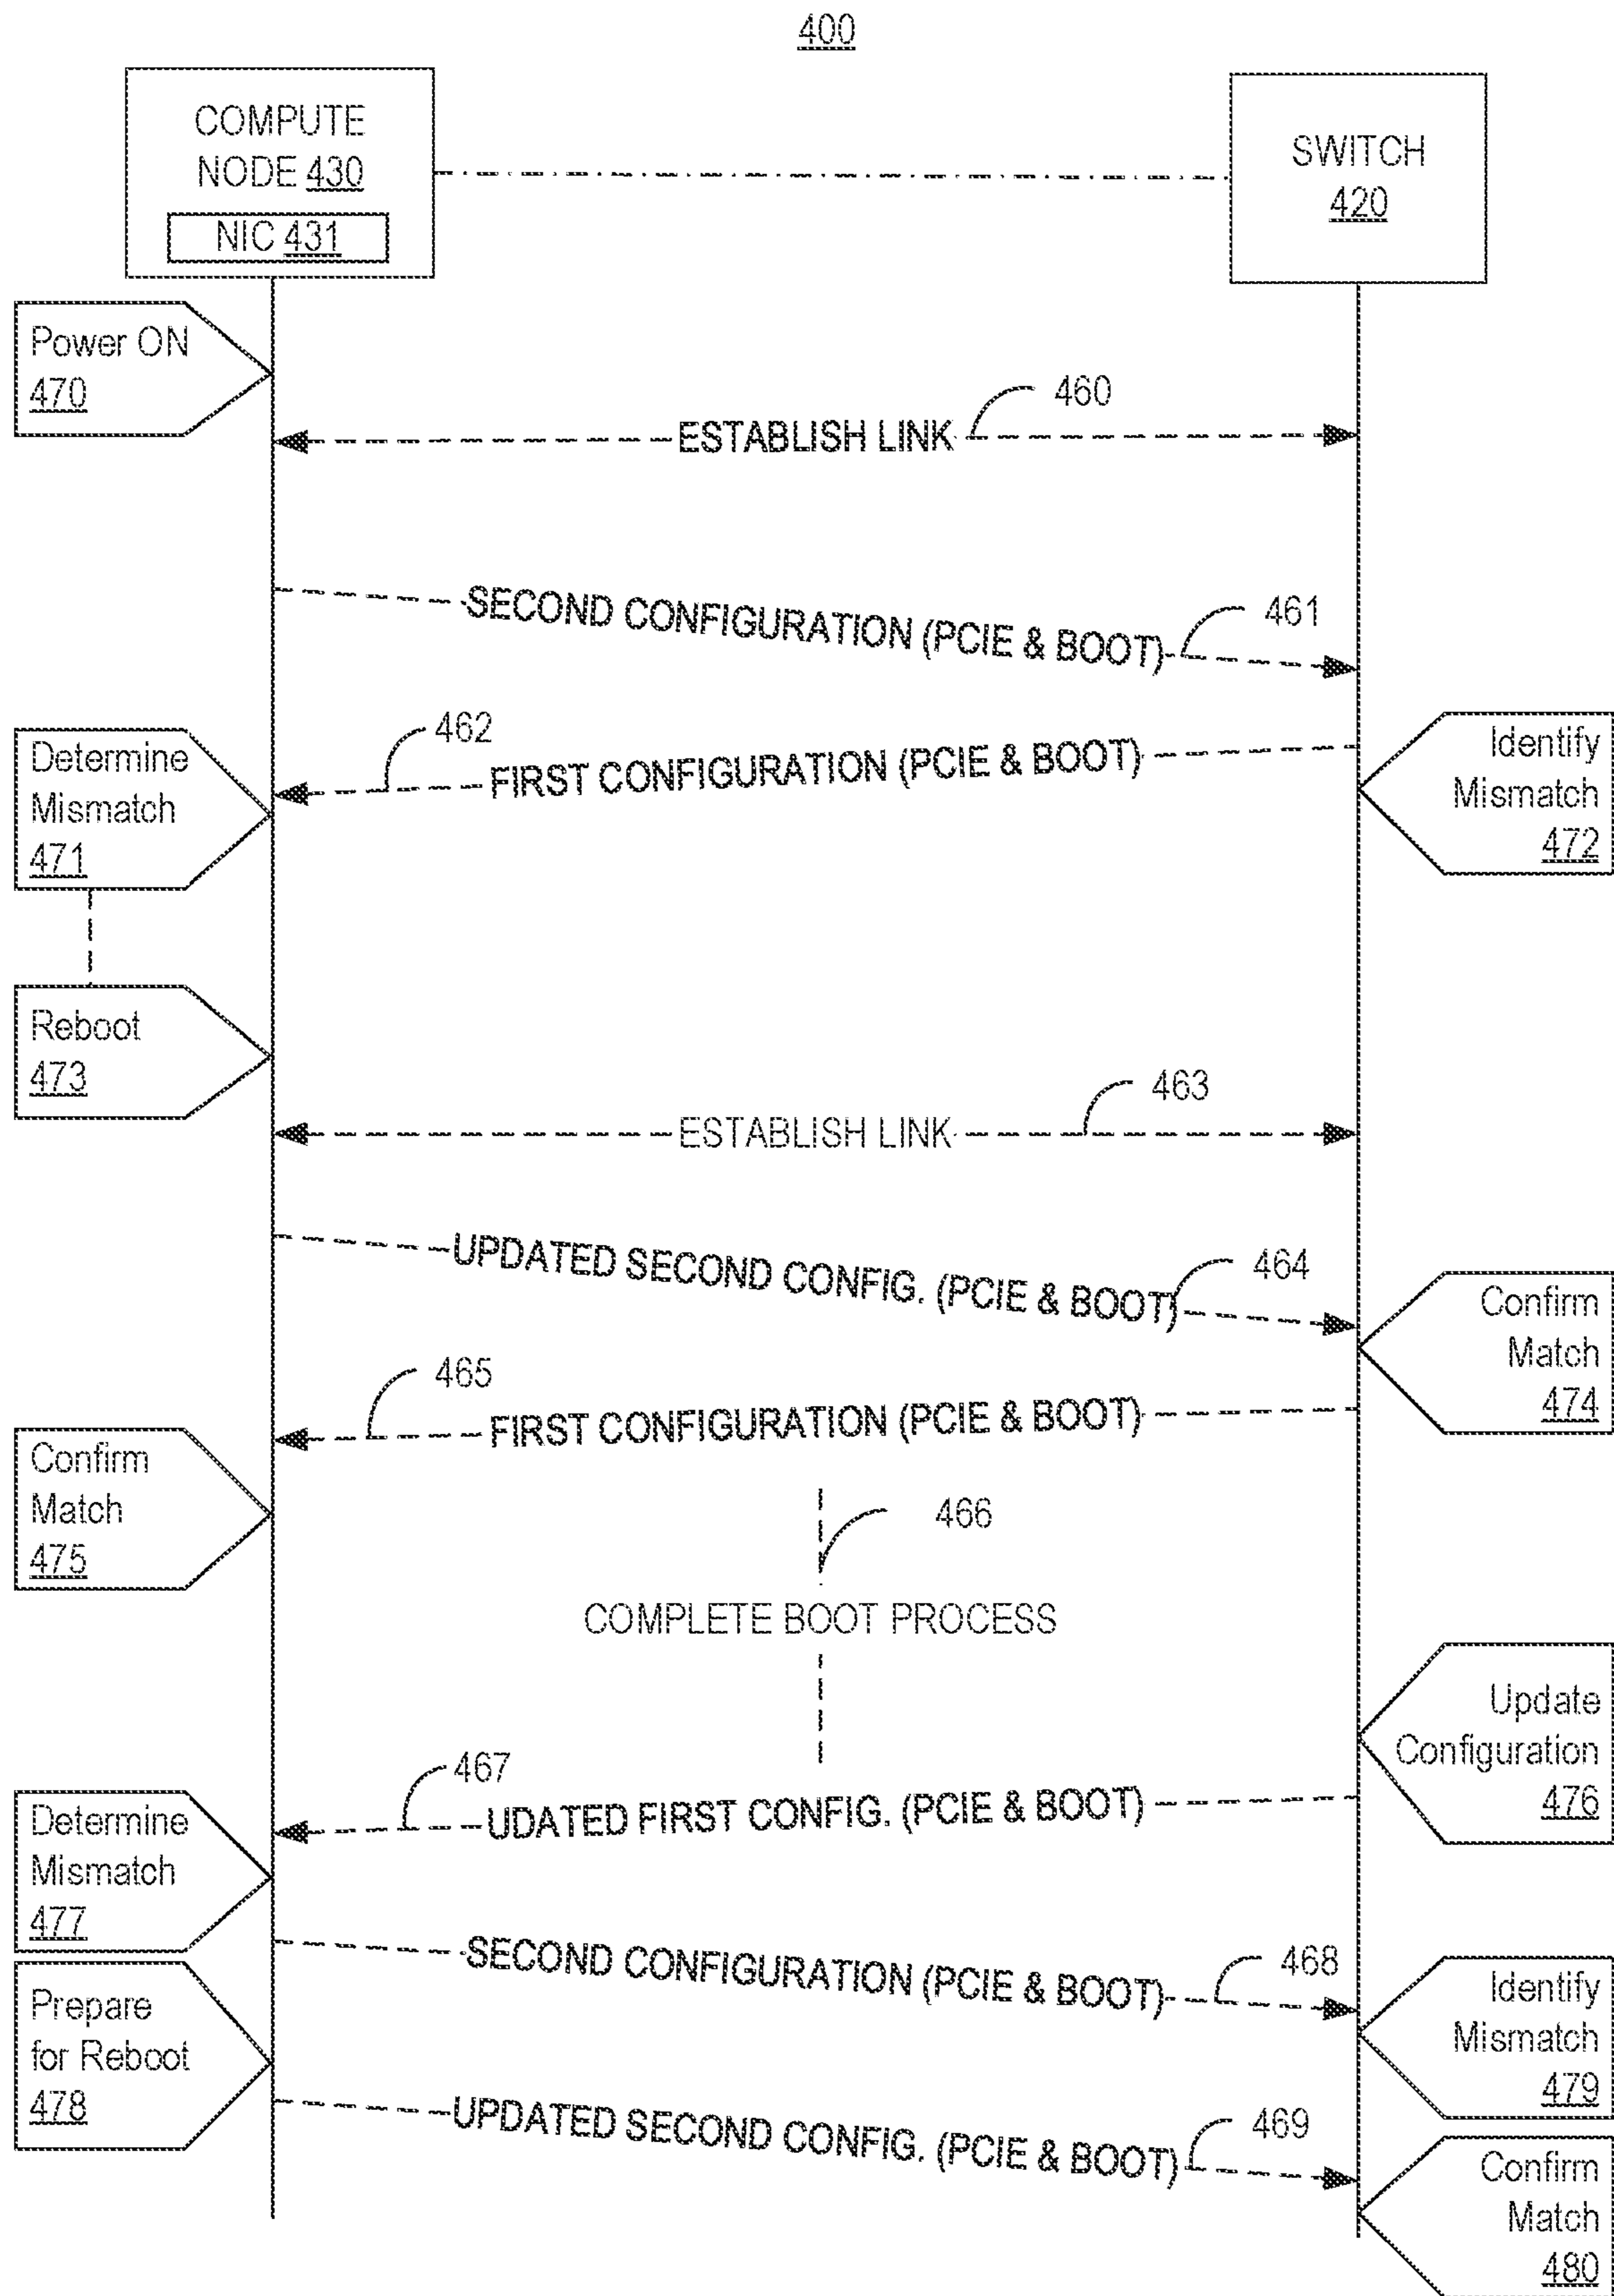 400
COMPUTE
NODE 430
NIC 431
SWITCH
420
Power ON
470
460
ESTABLISH LINK
SECOND CONFIGURATION (PCIE & BOOT)
461
462
FIRST CONFIGURATION (PCIE & BOOT)
Determine
Mismatch
471
Identify
Mismatch
472
Reboot
473
463
ESTABLISH LINK
UPDATED SECOND CONFIG. (PCIE & BOOT)
464
Confirm
Match
474
465
FIRST CONFIGURATION (PCIE & BOOT)
Confirm
Match
475
466
COMPLETE BOOT PROCESS
Update
Configuration
476
467
UDATED FIRST CONFIG. (PCIE & BOOT)
Determine
Mismatch
477
SECOND CONFIGURATION (PCIE & BOOT)
468
Identify
Mismatch
479
Prepare
for Reboot
478
UPDATED SECOND CONFIG. (PCIE & BOOT)
469
Confirm
Match
480